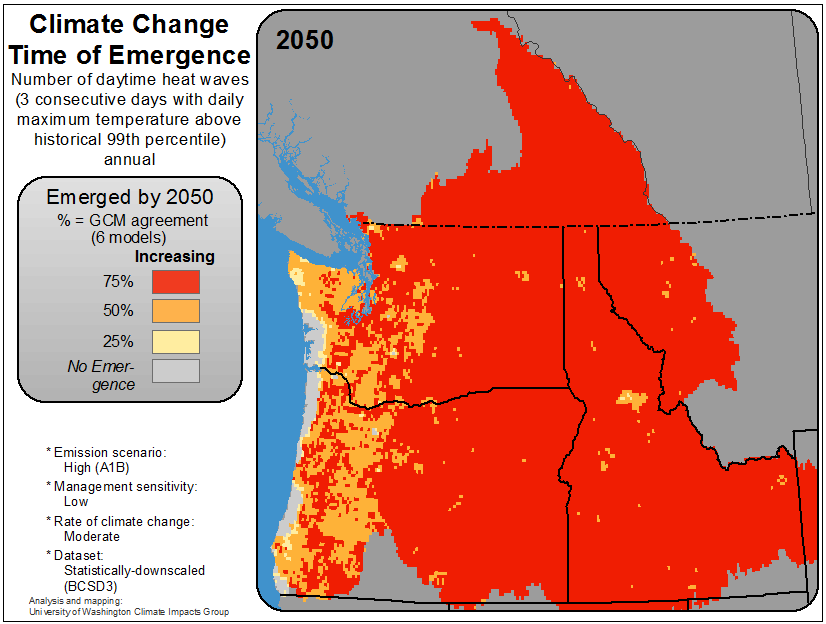 Climate Change
Time of Emergence
Number of daytime heat waves
(3 consecutive days with daily
maximum temperature above
historical 99th percentile)
annual
Emerged by 2050
% = GCM agreement
(6 models)
Increasing
75%
50%
25%
No Emer-
gence
* Emission scenario:
High (A1B)
* Management sensitivity:
Low
* Rate of climate change:
Moderate
* Dataset:
Statistically-downscaled
(BCSD3)
Analysis and mapping:
University of Washington Climate Impacts Group
2050